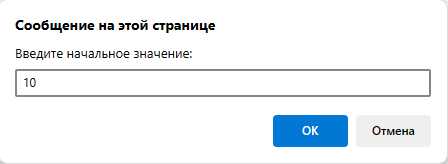 Сообщение на этой странице
Введите начальное значение:
10
OK
Отмена